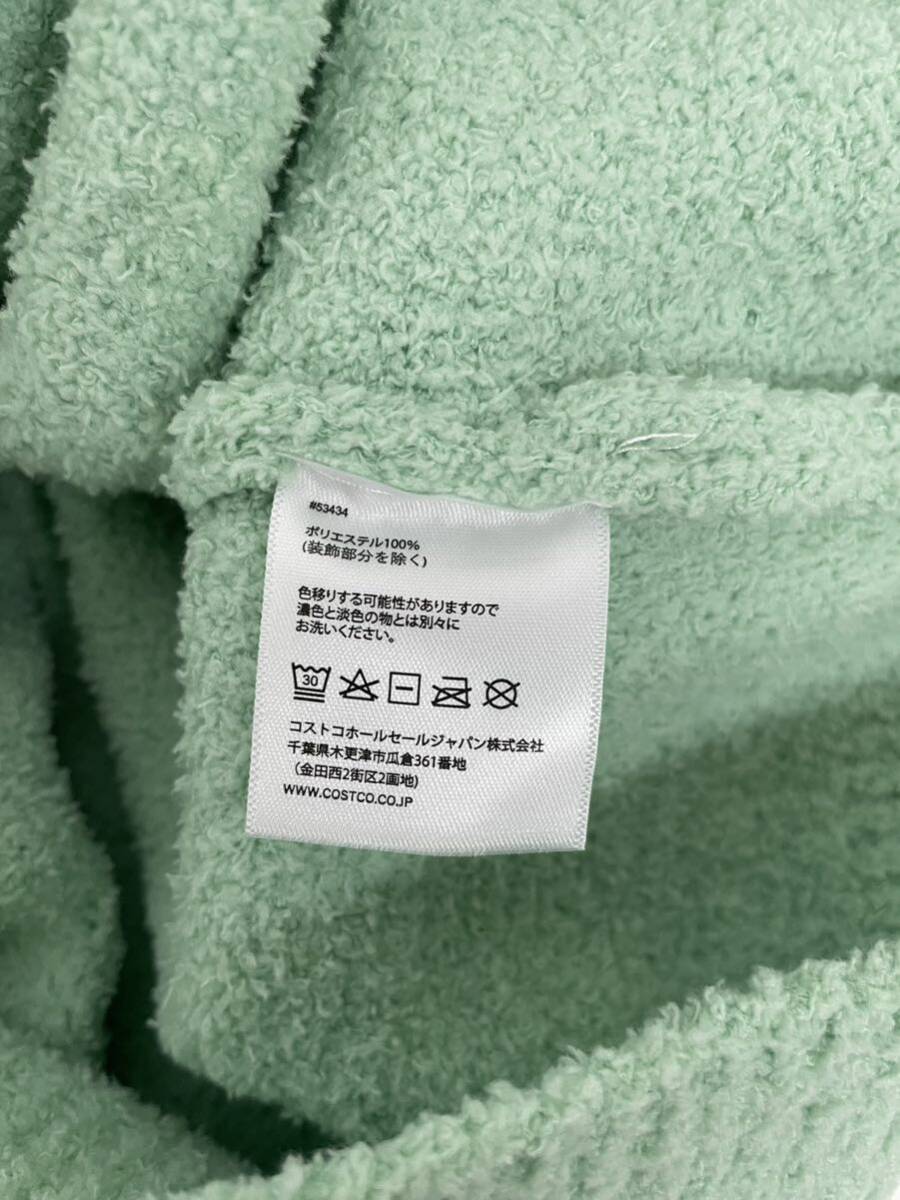 #53434
ポリエステル100%
(装飾部分を除く)
色移りする可能性がありますので
濃色と淡色の物とは別々に
お洗いください。
30
コストコホールセールジャパン株式会社
千葉県木更津市瓜倉361番地
(金田西2街区2画地)
WWW.COSTCO.CO.JP